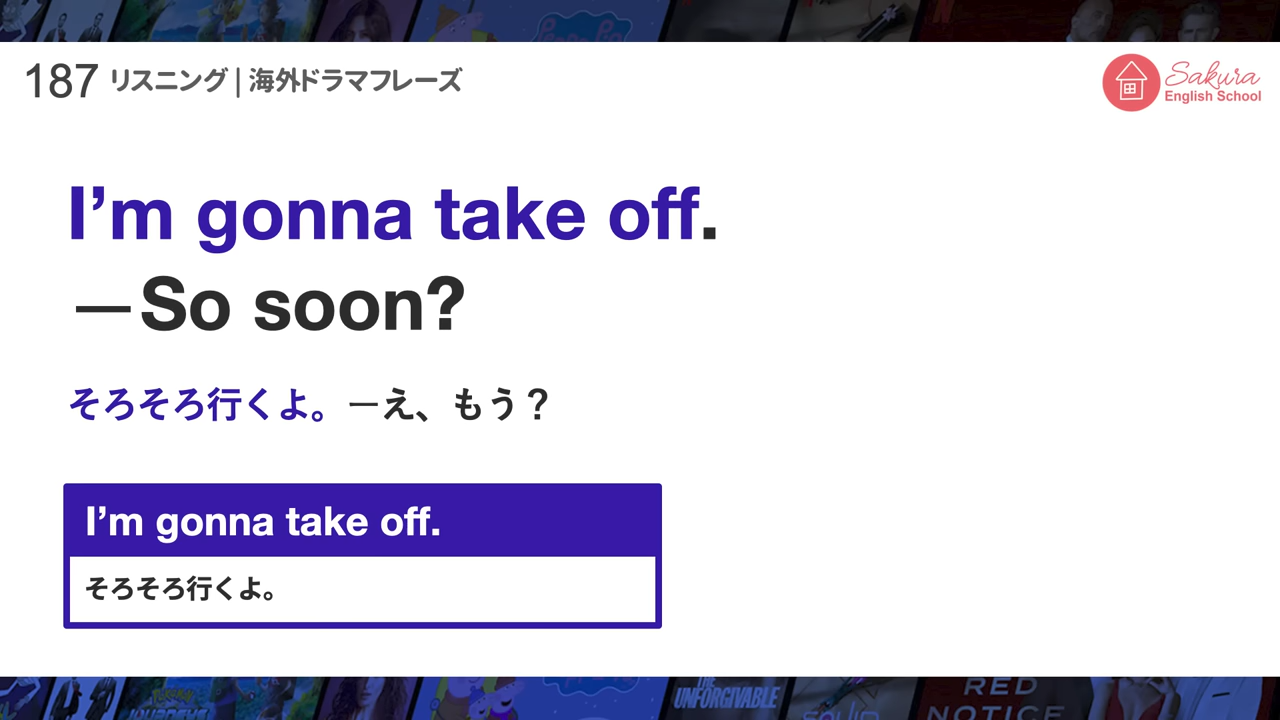 187 リスニング | 海外ドラマフレーズ
Sakura
English School
I'm gonna take off.
—So soon?
そろそろ行くよ。—え、もう？
I'm gonna take off.
そろそろ行くよ。
THE
UNFORGIVABLE
RED
NOTICE